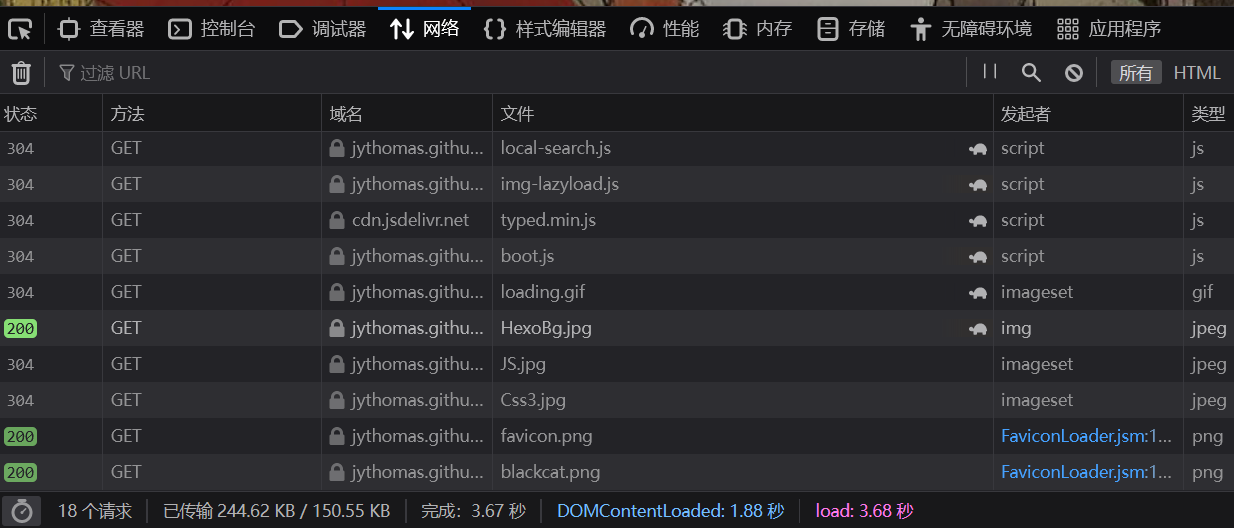 查看器 控制台 调试器 网络 样式编辑器 性能 内存 存储 无障碍环境 应用程序
过滤 URL 所有 HTML
状态 方法 域名 文件 发起者 类型
304 GET jythomas.githu... local-search.js script js
304 GET jythomas.githu... img-lazyload.js script js
304 GET cdn.jsdelivr.net typed.min.js script js
304 GET jythomas.githu... boot.js script js
304 GET jythomas.githu... loading.gif imageset gif
200 GET jythomas.githu... HexoBg.jpg img jpeg
304 GET jythomas.githu... JS.jpg imageset jpeg
304 GET jythomas.githu... Css3.jpg imageset jpeg
200 GET jythomas.githu... favicon.png FaviconLoader.jsm:1... png
200 GET jythomas.githu... blackcat.png FaviconLoader.jsm:1... png
18 个请求 已传输 244.62 KB / 150.55 KB 完成：3.67 秒 DOMContentLoaded: 1.88 秒 load: 3.68 秒